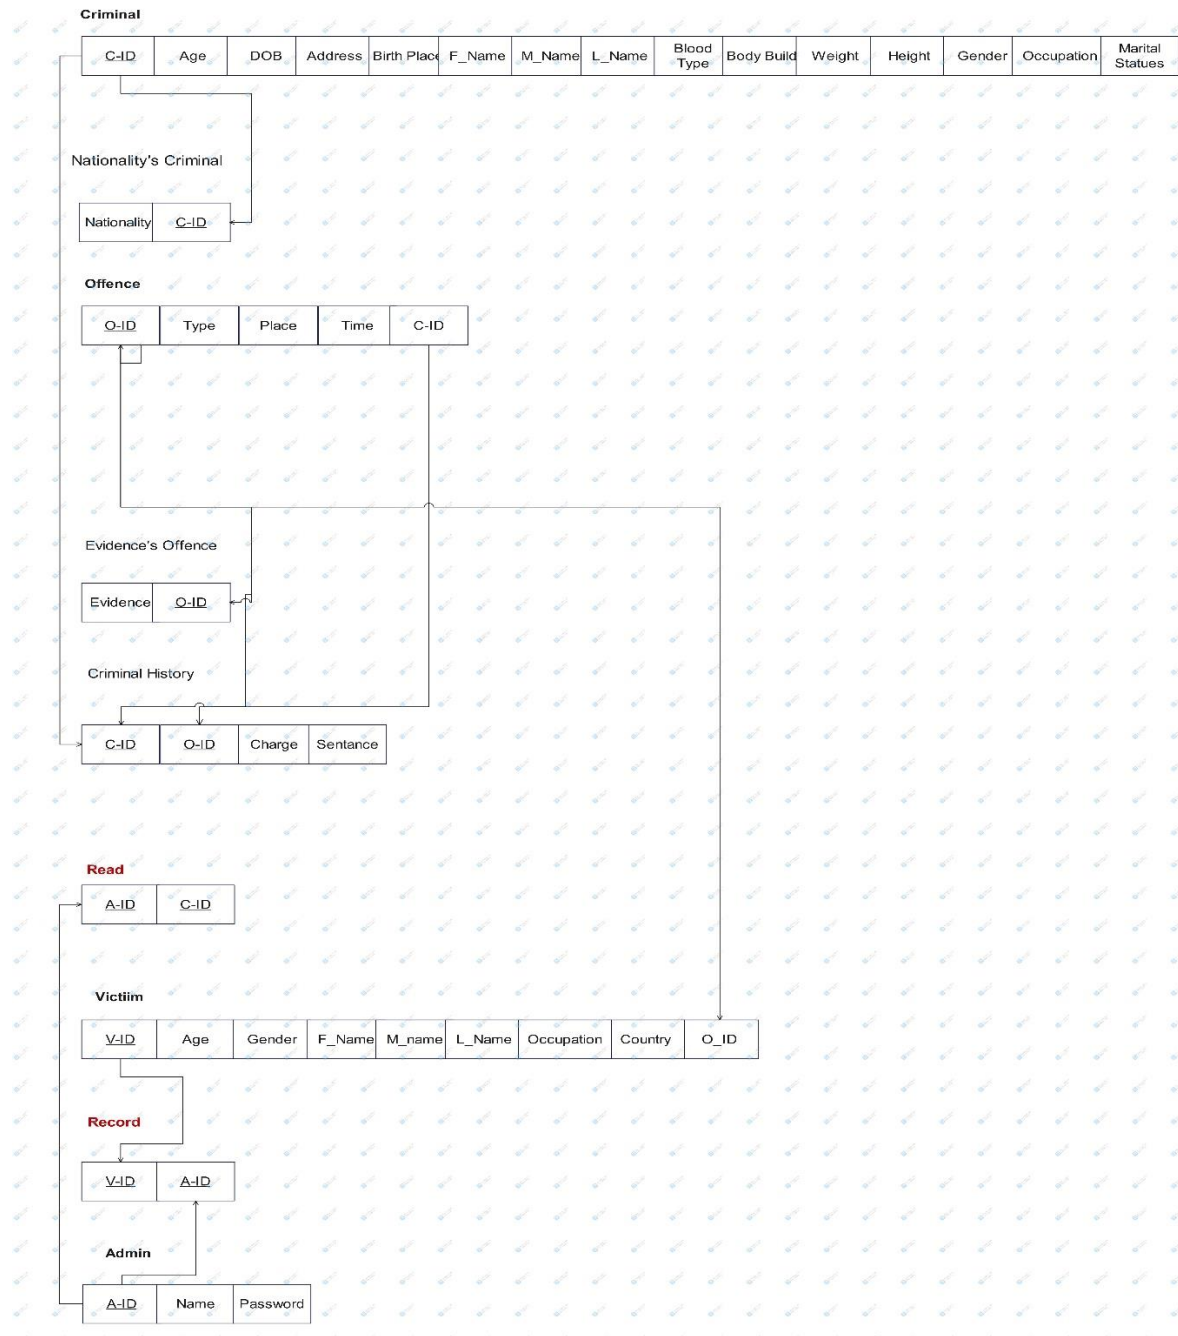 Criminal
C-ID Age DOB Address Birth Place F_Name M_Name L_Name Blood Type Body Build Weight Height Gender Occupation Marital Statues
Nationality's Criminal
Nationality C-ID
Offence
O-ID Type Place Time C-ID
Evidence's Offence
Evidence O-ID
Criminal History
C-ID O-ID Charge Sentance
Read
A-ID C-ID
Victiim
V-ID Age Gender F_Name M_name L_Name Occupation Country O_ID
Record
V-ID A-ID
Admin
A-ID Name Password